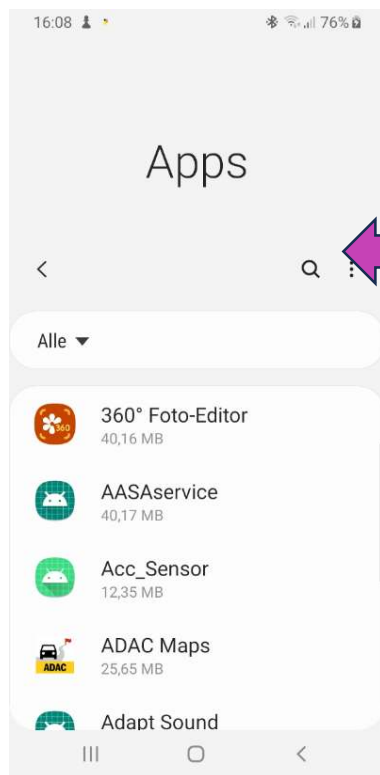 16:08 76%
Apps
Alle
360° Foto-Editor
40,16 MB
AASAservice
40,17 MB
Acc_Sensor
12,35 MB
ADAC Maps
25,65 MB
Adapt Sound
360
ADAC